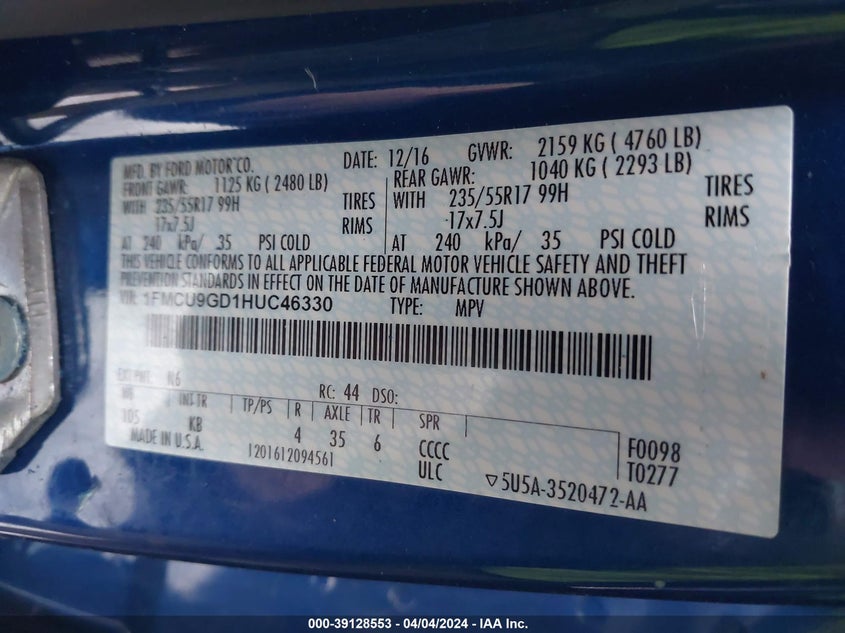 MFD. BY FORD MOTOR CO. DATE: 12/16 GVWR: 2159 KG ( 4760 LB)
FRONT GAWR: 1125 KG ( 2480 LB) REAR GAWR: 1040 KG ( 2293 LB)
WITH 235/55R17 99H TIRES WITH 235/55R17 99H TIRES
17x7.5J RIMS 17x7.5J RIMS
AT 240 kPa/ 35 PSI COLD AT 240 kPa/ 35 PSI COLD
THIS VEHICLE CONFORMS TO ALL APPLICABLE FEDERAL MOTOR VEHICLE SAFETY AND THEFT
PREVENTION STANDARDS IN EFFECT ON THE DATE OF MANUFACTURE SHOWN ABOVE.
VIN: 1FMCU9GD1HUC46330 TYPE: MPV
EXT PNT: N6 RC: 44 DSO:
WB INT TR TP/PS R AXLE TR SPR
105 KB 4 35 6 CCCC F0098
MADE IN U.S.A. 1201612094561 ULC T0277
▽5U5A-3520472-AA
000-39128553 - 04/04/2024 - IAA Inc.